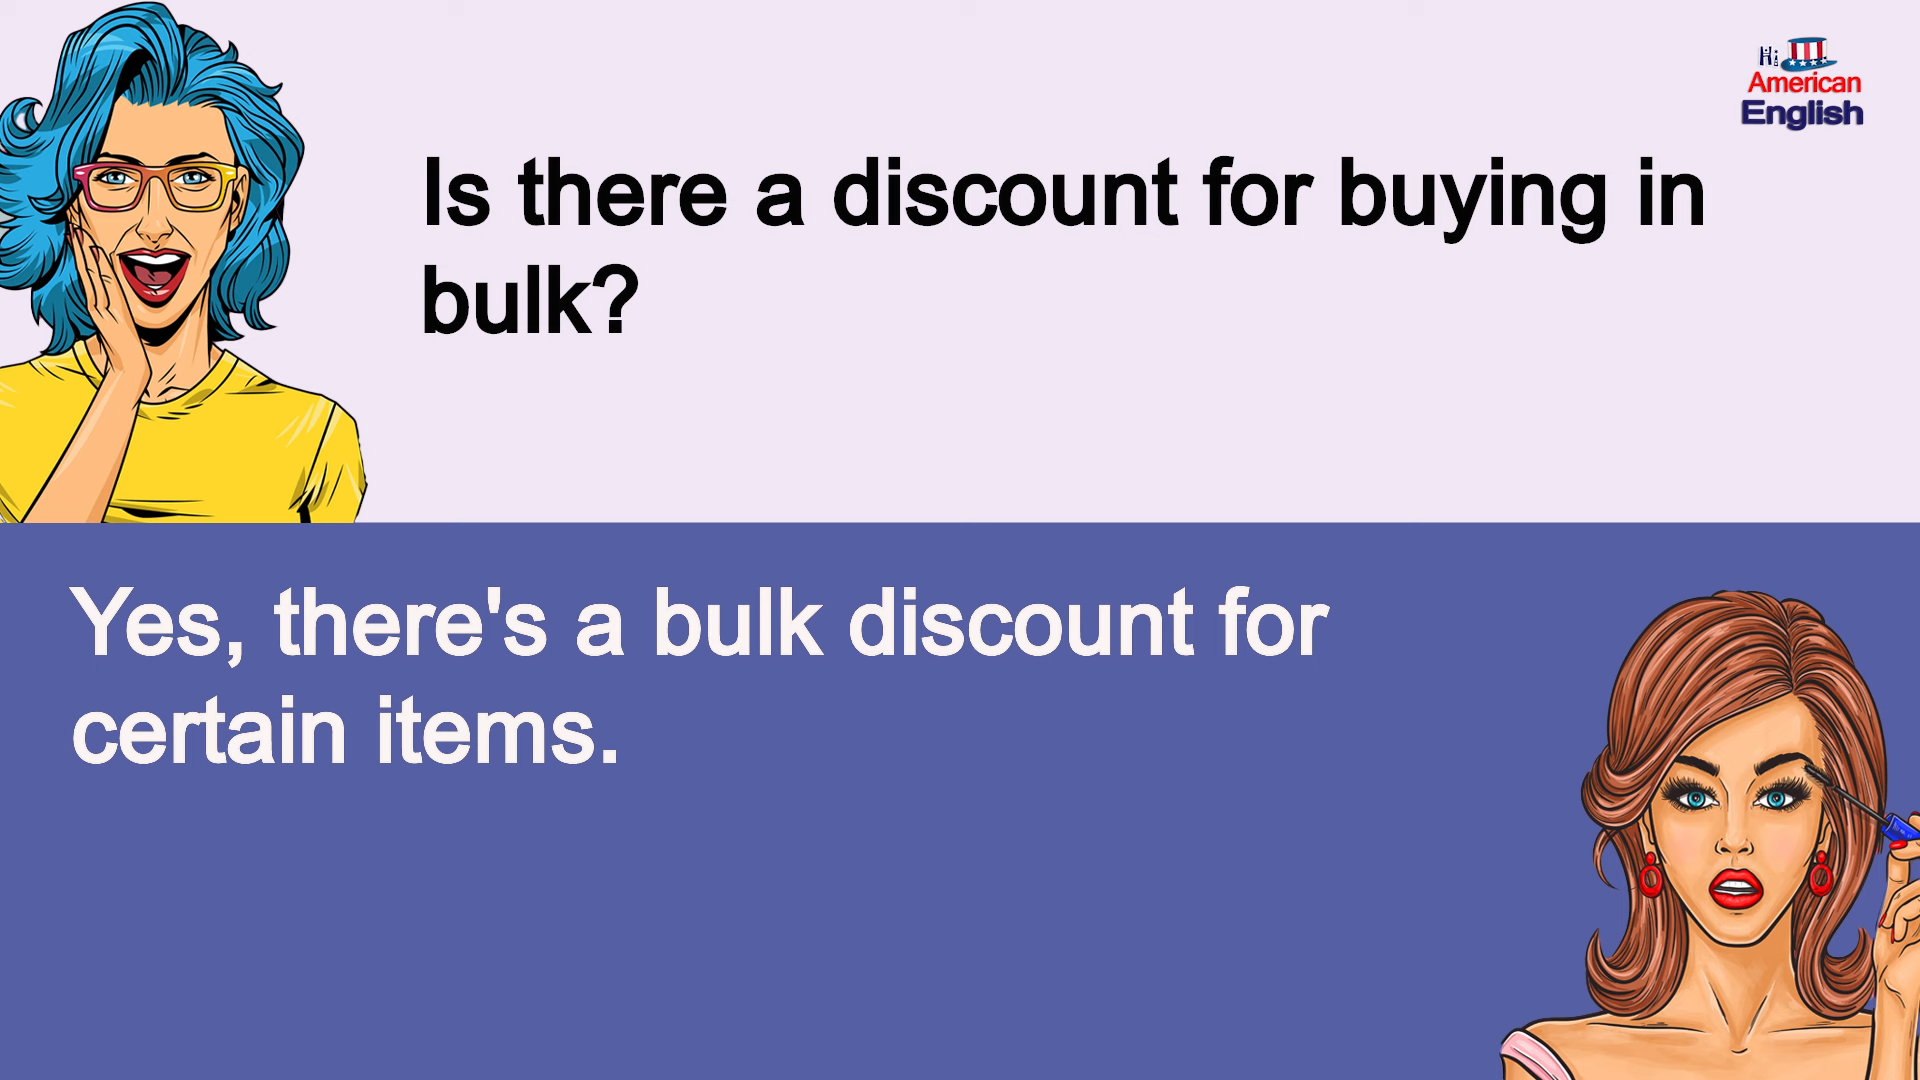 Hi
American
English
Is there a discount for buying in
bulk?
Yes, there's a bulk discount for
certain items.